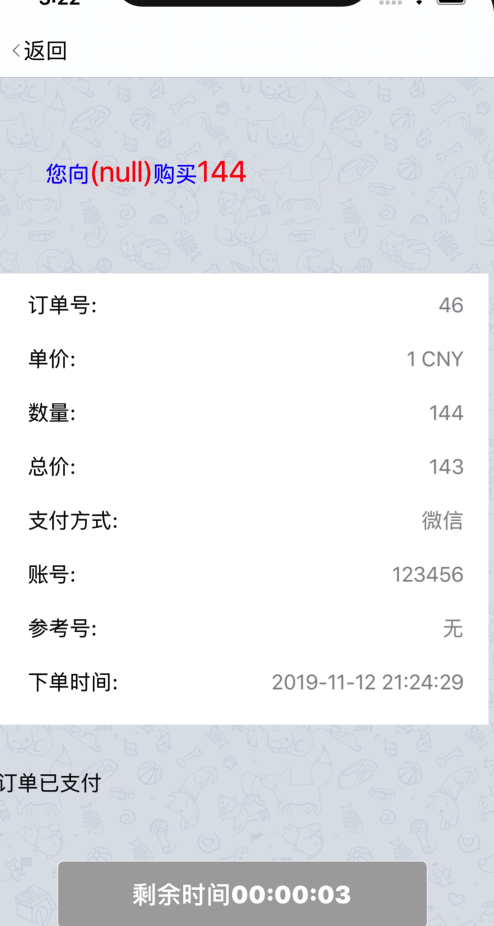 返回
您向(null)购买144
订单号: 46
单价: 1 CNY
数量: 144
总价: 143
支付方式: 微信
账号: 123456
参考号: 无
下单时间: 2019-11-12 21:24:29
订单已支付
剩余时间00:00:03